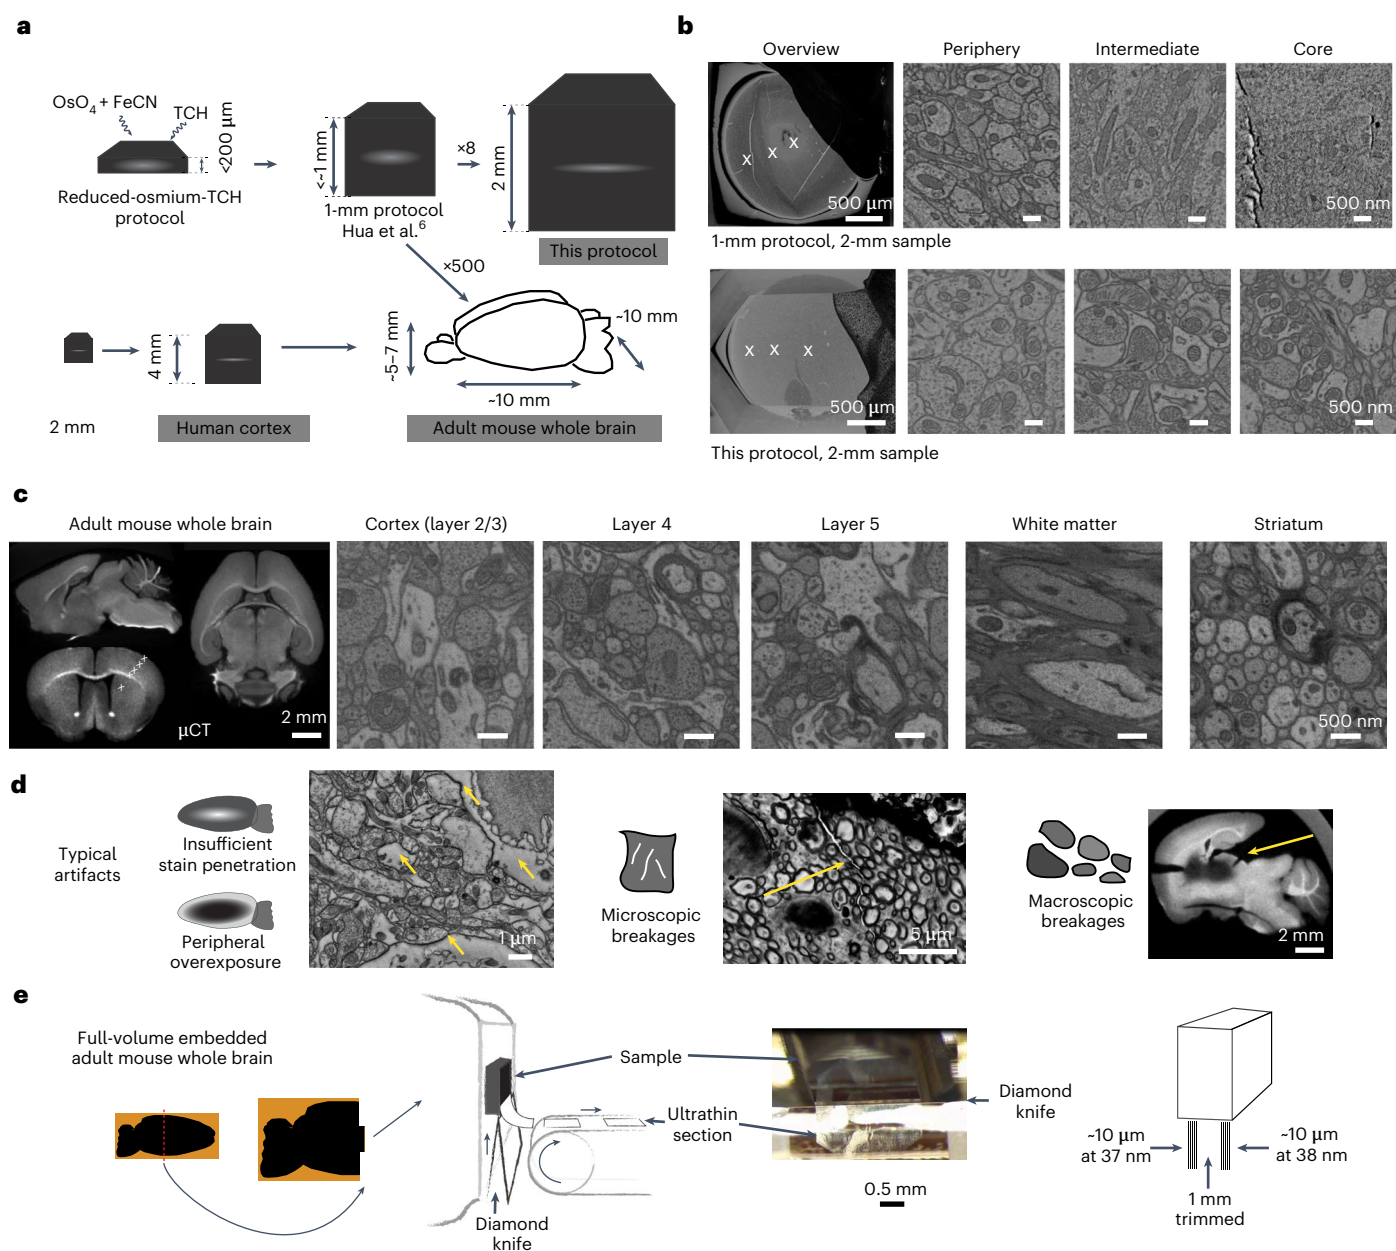 a
OsO4 + FeCN
TCH
<200 μm
Reduced-osmium-TCH
protocol
<~1 mm
1-mm protocol
Hua et al.6
×8
2 mm
This protocol
×500
2 mm
4 mm
Human cortex
~5–7 mm
~10 mm
~10 mm
Adult mouse whole brain
b
Overview
Periphery
Intermediate
Core
x x x
500 μm
500 nm
1-mm protocol, 2-mm sample
x x x
500 μm
500 nm
This protocol, 2-mm sample
c
Adult mouse whole brain
Cortex (layer 2/3)
Layer 4
Layer 5
White matter
Striatum
μCT
2 mm
500 nm
d
Typical
artifacts
Insufficient
stain penetration
Peripheral
overexposure
1 μm
Microscopic
breakages
5 μm
Macroscopic
breakages
2 mm
e
Full-volume embedded
adult mouse whole brain
Sample
Ultrathin
section
Diamond
knife
Diamond
knife
0.5 mm
~10 μm
at 37 nm
~10 μm
at 38 nm
1 mm
trimmed